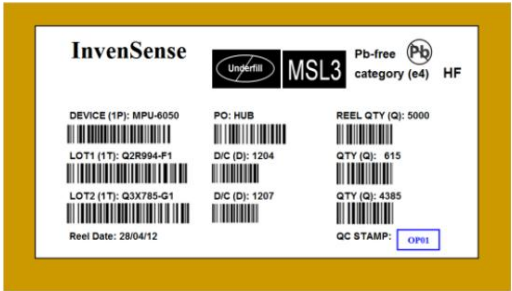 InvenSense
Underfill
MSL3
Pb-free
category (e4)
Pb
HF
DEVICE (1P): MPU-6050
PO: HUB
REEL QTY (Q): 5000
LOT1 (1T): Q2R994-F1
D/C (D): 1204
QTY (Q): 615
LOT2 (1T): Q3X785-G1
D/C (D): 1207
QTY (Q): 4385
Reel Date: 28/04/12
QC STAMP:
OP01